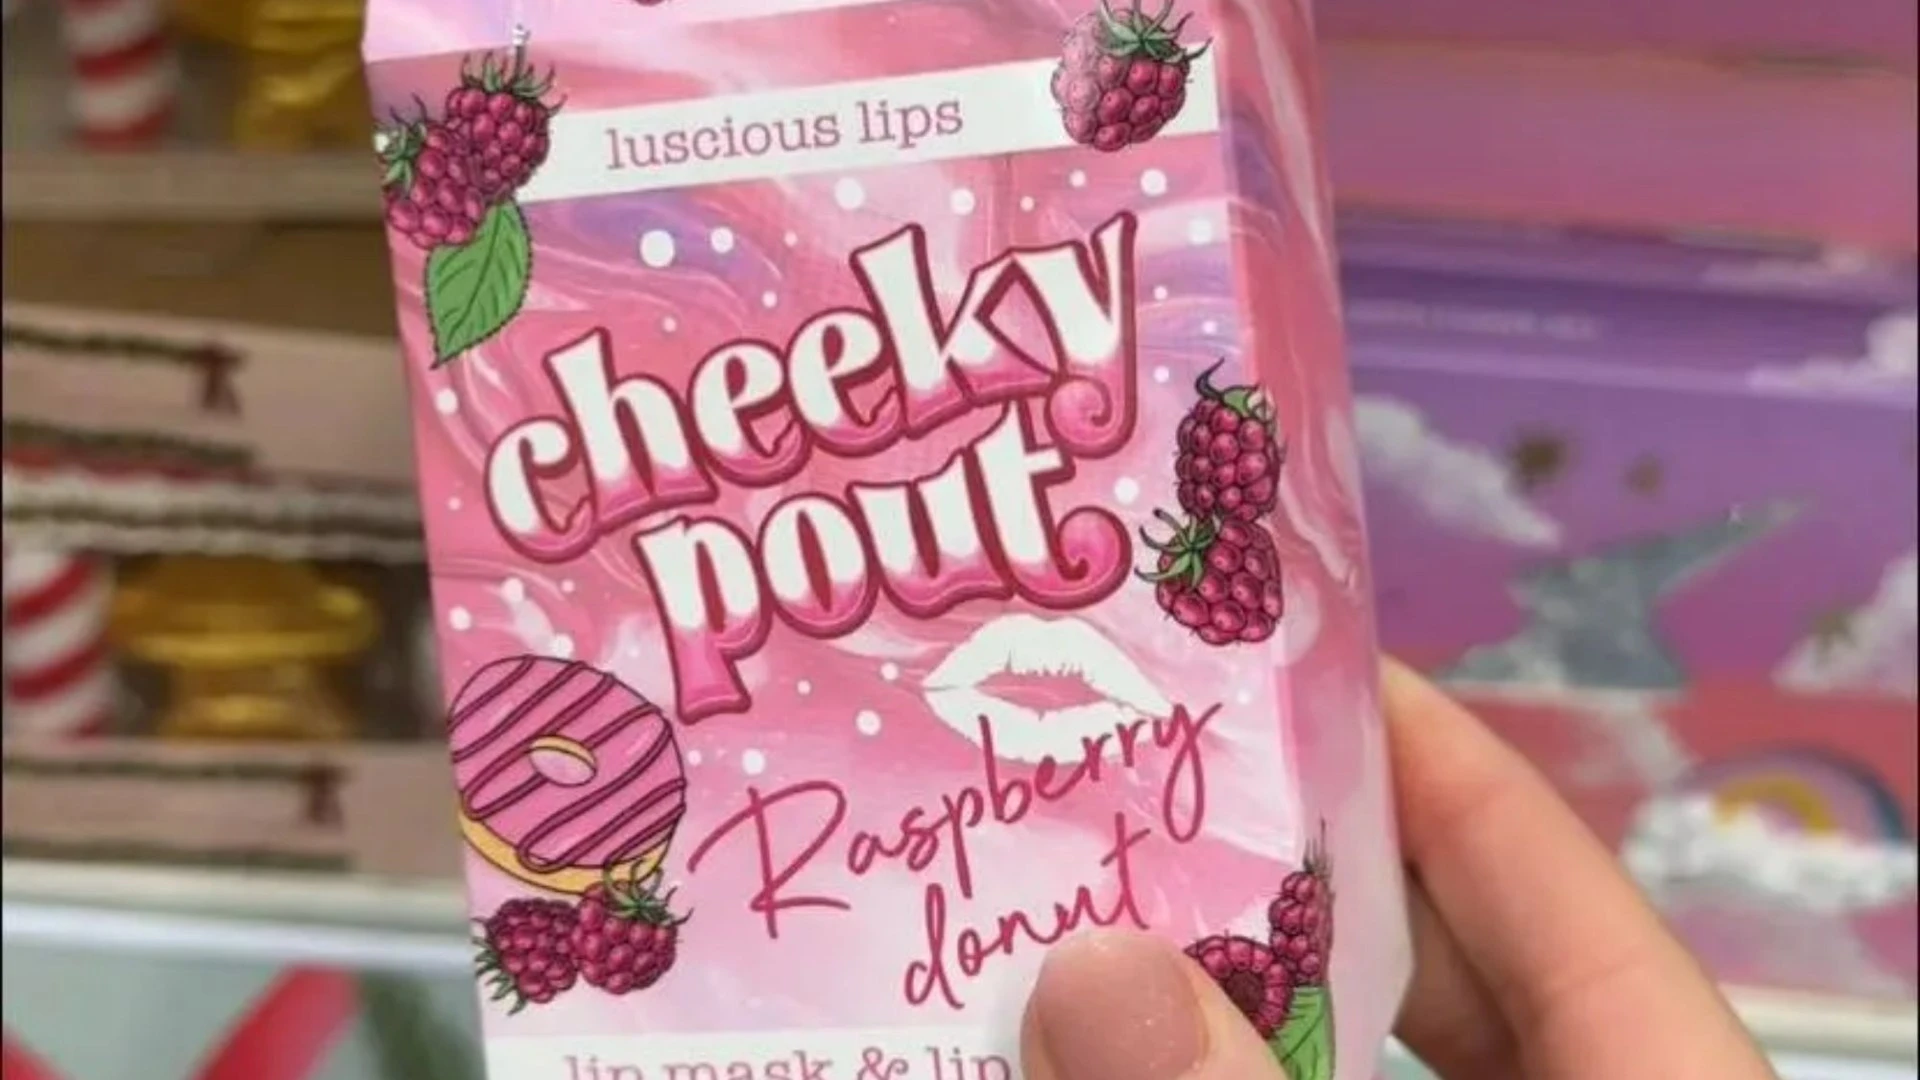 luscious lips
cheeky
pout
Raspberry
donut
lip mask & lip